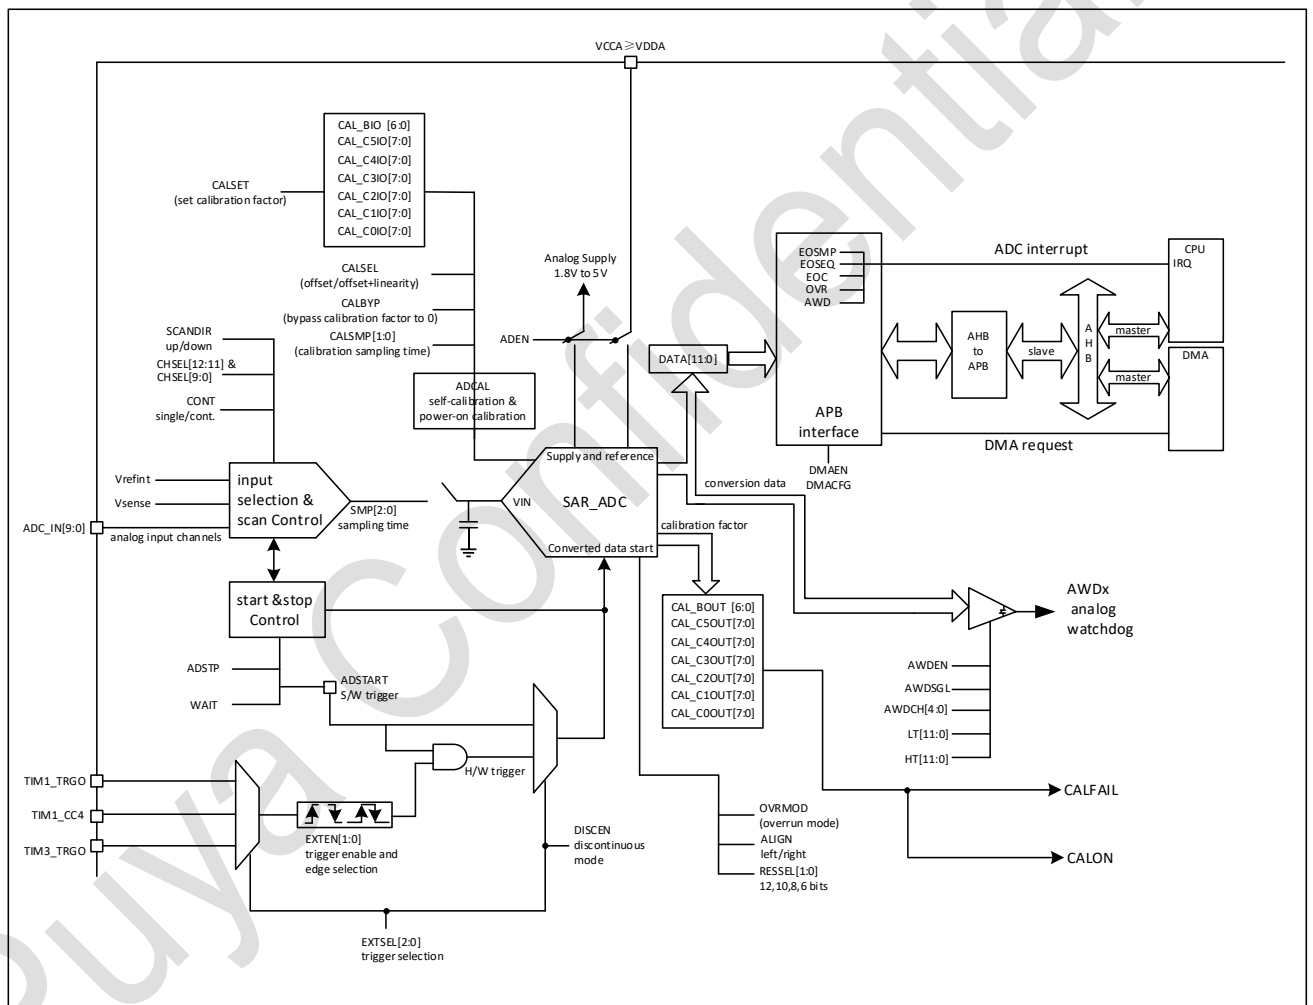 VCCA≥VDDA
CAL_BIO [6:0]
CAL_C5IO[7:0]
CAL_C4IO[7:0]
CAL_C3IO[7:0]
CAL_C2IO[7:0]
CAL_C1IO[7:0]
CAL_C0IO[7:0]
CALSET
(set calibration factor)
CALSEL
(offset/offset+linearity)
CALBYP
(bypass calibration factor to 0)
CALSMP[1:0]
(calibration sampling time)
Analog Supply
1.8V to 5V
ADEN
SCANDIR
up/down
CHSEL[12:11] &
CHSEL[9:0]
CONT
single/cont.
ADCAL
self-calibration &
power-on calibration
DATA[11:0]
EOSMP
EOSEQ
EOC
OVR
AWD
APB
interface
ADC interrupt
CPU
IRQ
AHB
to
APB
slave
A
H
B
master
DMA
master
DMA request
DMAEN
DMACFG
Vrefint
Vsense
ADC_IN[9:0]
analog input channels
input
selection &
scan Control
SMP[2:0]
sampling time
Supply and reference
VIN
SAR_ADC
Converted data start
conversion data
calibration factor
start &stop
Control
ADSTP
WAIT
ADSTART
S/W trigger
CAL_BOUT [6:0]
CAL_C5OUT[7:0]
CAL_C4OUT[7:0]
CAL_C3OUT[7:0]
CAL_C2OUT[7:0]
CAL_C1OUT[7:0]
CAL_C0OUT[7:0]
AWDx
analog
watchdog
AWDEN
AWDSGL
AWDCH[4:0]
LT[11:0]
HT[11:0]
TIM1_TRGO
TIM1_CC4
TIM3_TRGO
H/W trigger
EXTEN[1:0]
trigger enable and
edge selection
DISCEN
discontinuous
mode
EXTSEL[2:0]
trigger selection
OVRMOD
(overrun mode)
ALIGN
left/right
RESSEL[1:0]
12,10,8,6 bits
CALFAIL
CALON
Puya Confidential